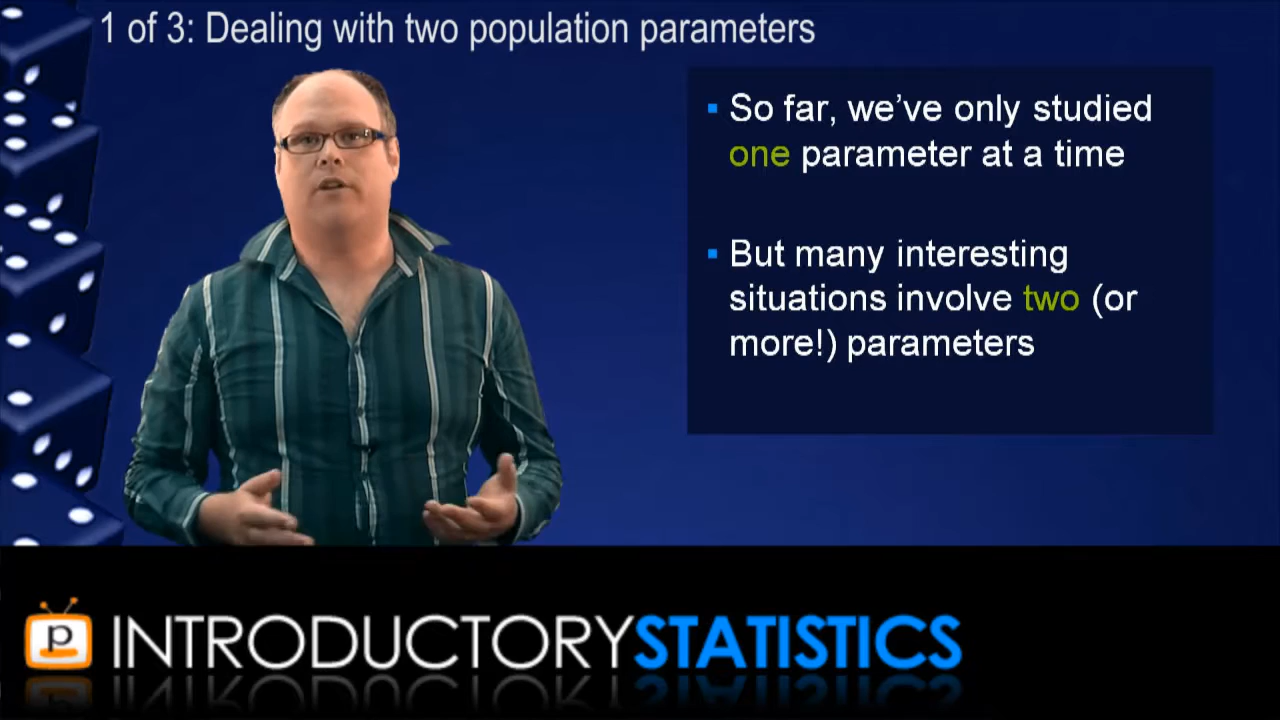 1 of 3: Dealing with two population parameters
▪ So far, we've only studied
one parameter at a time
▪ But many interesting
situations involve two (or
more!) parameters
p
INTRODUCTORYSTATISTICS